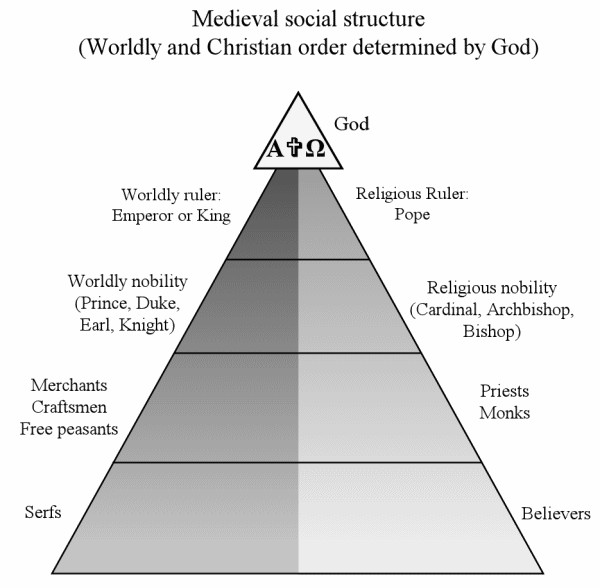 Medieval social structure
(Worldly and Christian order determined by God)
God
Α✞Ω
Worldly ruler:
Emperor or King
Religious Ruler:
Pope
Worldly nobility
(Prince, Duke,
Earl, Knight)
Religious nobility
(Cardinal, Archbishop,
Bishop)
Merchants
Craftsmen
Free peasants
Priests
Monks
Serfs
Believers